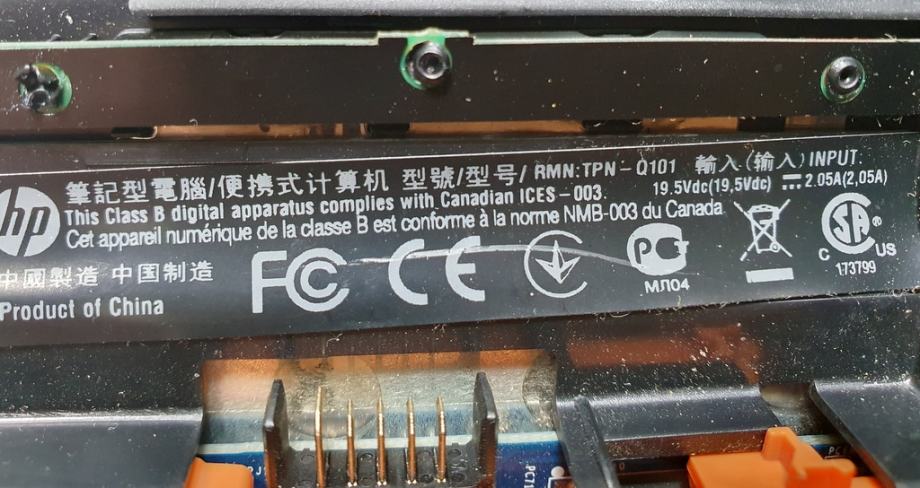 hp
筆記型電腦/便携式计算机 型號/型号/ RMN:TPN-Q101 輸入(输入)INPUT.
19.5Vdc(19,5Vdc) ⎓ 2.05A(2,05A)
This Class B digital apparatus complies with Canadian ICES-003.
Cet appareil numérique de la classe B est conforme à la norme NMB-003 du Canada
中國製造 中国制造
Product of China
FC CE
РСТ
МЛ04
CSA ®
C US
173799